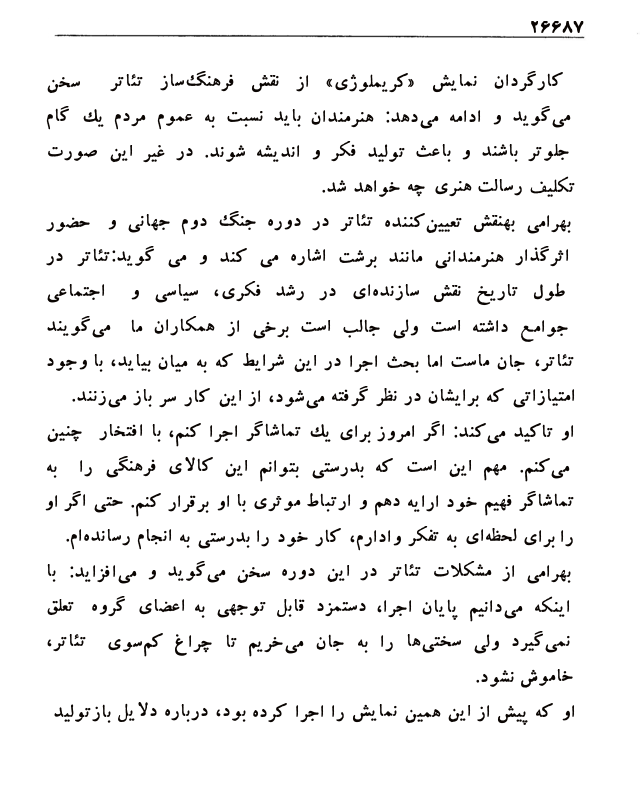 ۲۶۶۸۷
کارگردان نمایش «کریملوژی» از نقش فرهنگ‌ساز تئاتر سخن
می‌گوید و ادامه می‌دهد: هنرمندان باید نسبت به عموم مردم یك گام
جلوتر باشند و باعث تولید فکر و اندیشه شوند. در غیر این صورت
تکلیف رسالت هنری چه خواهد شد.
بهرامی بهنقش تعیین‌کننده تئاتر در دوره جنگ دوم جهانی و حضور
اثرگذار هنرمندانی مانند برشت اشاره می کند و می گوید:تئاتر در
طول تاریخ نقش سازنده‌ای در رشد فکری، سیاسی و اجتماعی
جوامع داشته است ولی جالب است برخی از همکاران ما می‌گویند
تئاتر، جان ماست اما بحث اجرا در این شرایط که به میان بیاید، با وجود
امتیازاتی که برایشان در نظر گرفته می‌شود، از این کار سر باز می‌زنند.
او تاکید می‌کند: اگر امروز برای یك تماشاگر اجرا کنم، با افتخار چنین
می‌کنم. مهم این است که بدرستی بتوانم این کالای فرهنگی را به
تماشاگر فهیم خود ارایه دهم و ارتباط موثری با او برقرار کنم. حتی اگر او
را برای لحظه‌ای به تفکر وادارم، کار خود را بدرستی به انجام رسانده‌ام.
بهرامی از مشکلات تئاتر در این دوره سخن می‌گوید و می‌افزاید: با
اینکه می‌دانیم پایان اجرا، دستمزد قابل توجهی به اعضای گروه تعلق
نمی‌گیرد ولی سختی‌ها را به جان می‌خریم تا چراغ کم‌سوی تئاتر،
خاموش نشود.
او که پیش از این همین نمایش را اجرا کرده بود، درباره دلایل بازتولید